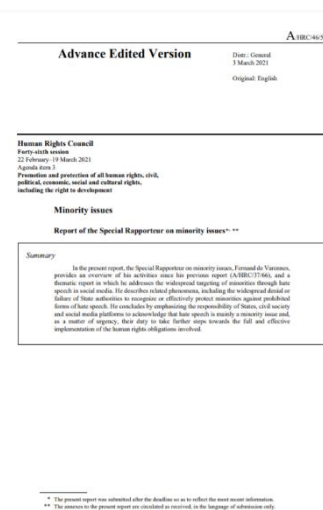 A/HRC/46/5
Advance Edited Version
Distr.: General
3 March 2021
Original: English
Human Rights Council
Forty-sixth session
22 February–19 March 2021
Agenda item 3
Promotion and protection of all human rights, civil,
political, economic, social and cultural rights,
including the right to development
Minority issues
Report of the Special Rapporteur on minority issues* **
Summary
In the present report, the Special Rapporteur on minority issues, Fernand de Varennes,
provides an overview of his activities since his previous report (A/HRC/37/66), and a
thematic report in which he addresses the widespread targeting of minorities through hate
speech in social media. He describes related phenomena, including the widespread denial or
failure of State authorities to recognize or effectively protect minorities against prohibited
forms of hate speech. He concludes by emphasizing the responsibility of States, civil society
and social media platforms to acknowledge that hate speech is mainly a minority issue and,
as a matter of urgency, their duty to take further steps towards the full and effective
implementation of the human rights obligations involved.
* The present report was submitted after the deadline so as to reflect the most recent information.
** The annexes to the present report are circulated as received, in the language of submission only.